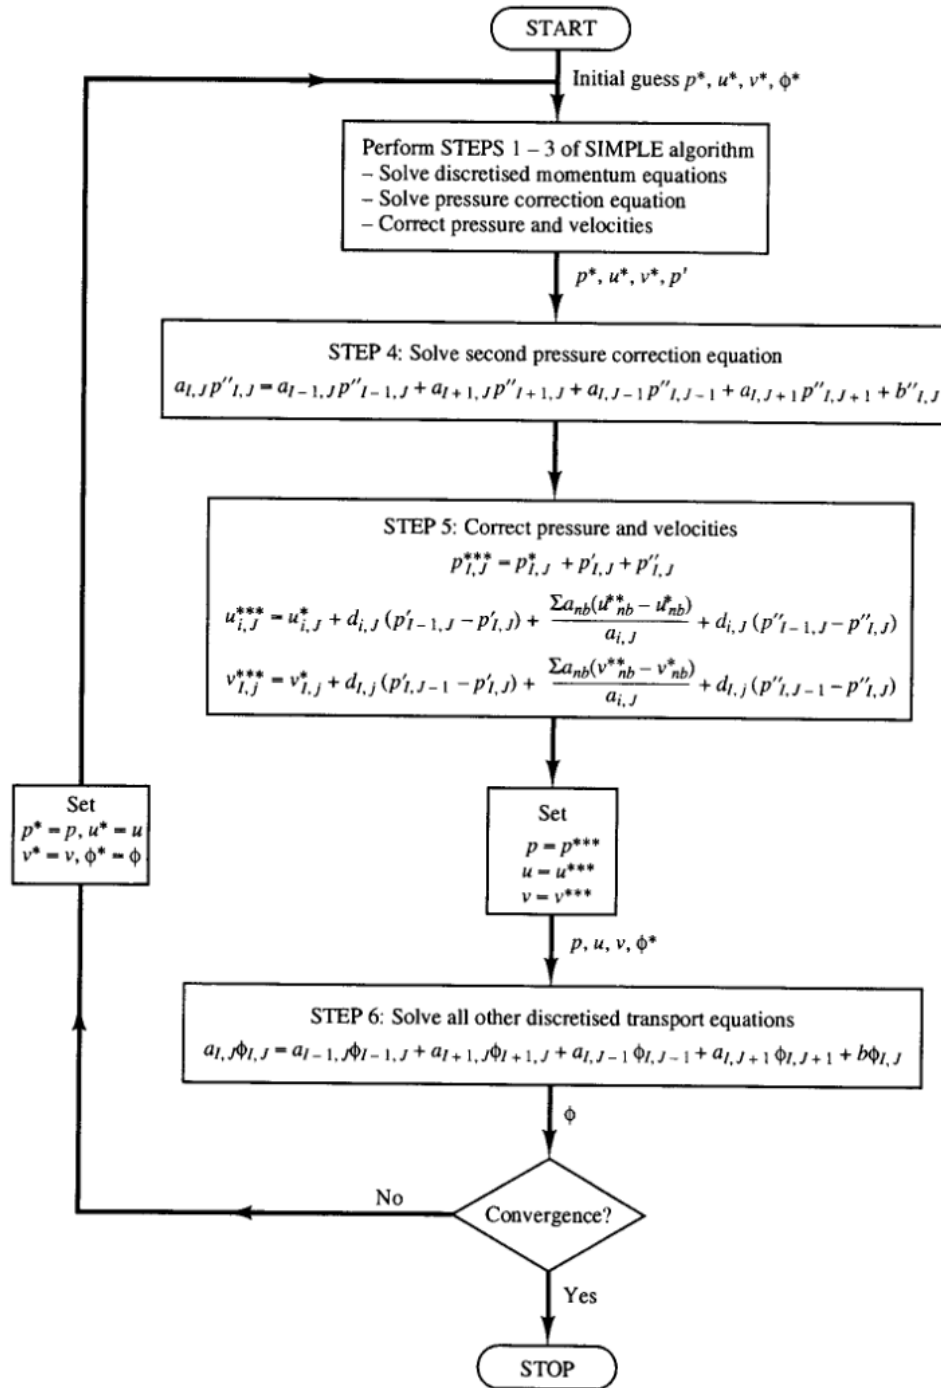 START
Initial guess p*, u*, v*, ϕ*
Perform STEPS 1 – 3 of SIMPLE algorithm
– Solve discretised momentum equations
– Solve pressure correction equation
– Correct pressure and velocities
p*, u*, v*, p′
STEP 4: Solve second pressure correction equation
a_{I,J} p″_{I,J} = a_{I−1,J} p″_{I−1,J} + a_{I+1,J} p″_{I+1,J} + a_{I,J−1} p″_{I,J−1} + a_{I,J+1} p″_{I,J+1} + b″_{I,J}
STEP 5: Correct pressure and velocities
p***_{I,J} = p*_{I,J} + p′_{I,J} + p″_{I,J}
u***_{i,J} = u*_{i,J} + d_{i,J} (p′_{I−1,J} − p′_{I,J}) + Σa_{nb}(u**_{nb} − u*_{nb}) / a_{i,J} + d_{i,J} (p″_{I−1,J} − p″_{I,J})
v***_{I,j} = v*_{I,j} + d_{I,j} (p′_{I,J−1} − p′_{I,J}) + Σa_{nb}(v**_{nb} − v*_{nb}) / a_{i,J} + d_{I,j} (p″_{I,J−1} − p″_{I,J})
Set
p* = p, u* = u
v* = v, ϕ* = ϕ
Set
p = p***
u = u***
v = v***
p, u, v, ϕ*
STEP 6: Solve all other discretised transport equations
a_{I,J}ϕ_{I,J} = a_{I−1,J}ϕ_{I−1,J} + a_{I+1,J}ϕ_{I+1,J} + a_{I,J−1}ϕ_{I,J−1} + a_{I,J+1}ϕ_{I,J+1} + bϕ_{I,J}
ϕ
No
Convergence?
Yes
STOP